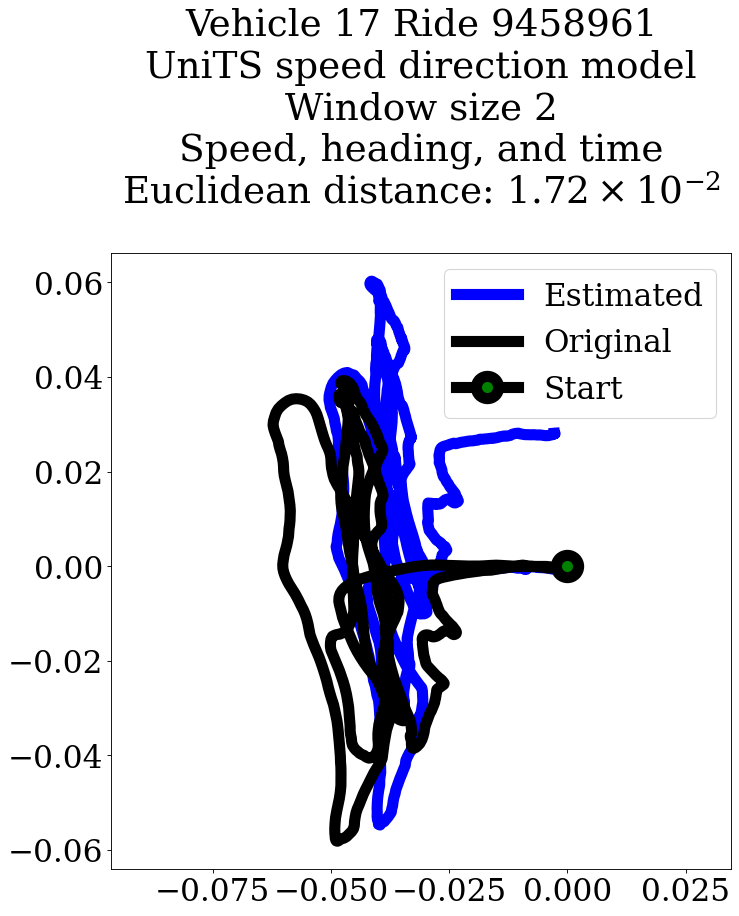 Vehicle 17 Ride 9458961
UniTS speed direction model
Window size 2
Speed, heading, and time
Euclidean distance: 1.72 × 10⁻²
Estimated
Original
Start
0.06
0.04
0.02
0.00
−0.02
−0.04
−0.06
−0.075 −0.050 −0.025 0.000 0.025